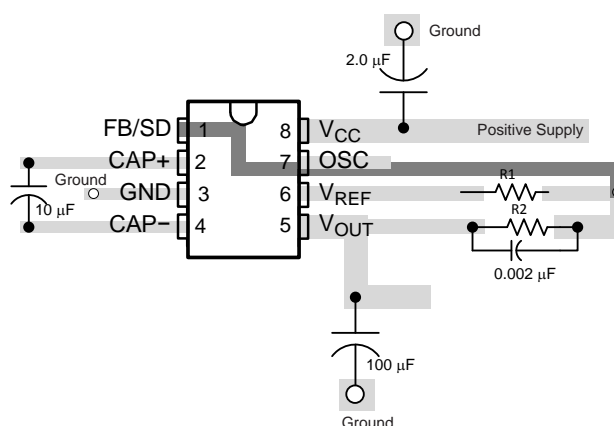 Ground
2.0 µF
FB/SD 1 8 VCC Positive Supply
CAP+ 2 7 OSC
Ground
R1
GND 3 6 VREF
10 µF
R2
CAP− 4 5 VOUT
0.002 µF
100 µF
Ground